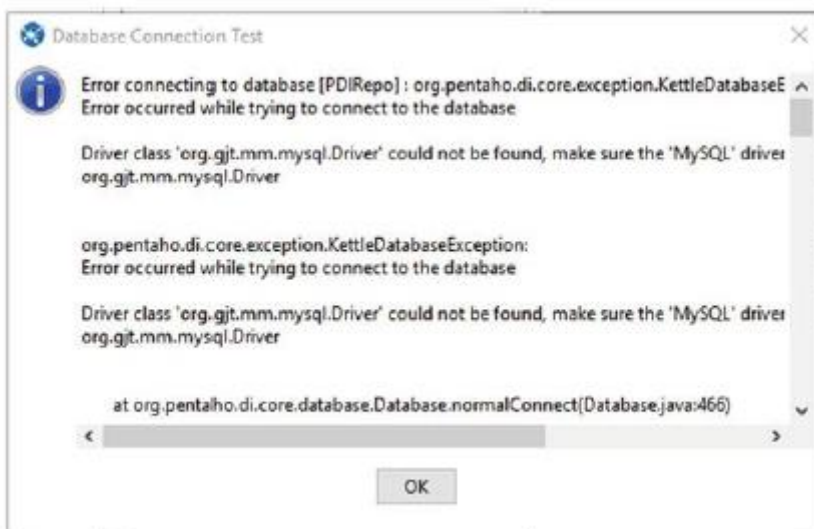 Database Connection Test
Error connecting to database [PDIRepo] : org.pentaho.di.core.exception.KettleDatabaseE
Error occurred while trying to connect to the database
Driver class 'org.gjt.mm.mysql.Driver' could not be found, make sure the 'MySQL' driver
org.gjt.mm.mysql.Driver
org.pentaho.di.core.exception.KettleDatabaseException:
Error occurred while trying to connect to the database
Driver class 'org.gjt.mm.mysql.Driver' could not be found, make sure the 'MySQL' driver
org.gjt.mm.mysql.Driver
at org.pentaho.di.core.database.Database.normalConnect(Database.java:466)
OK